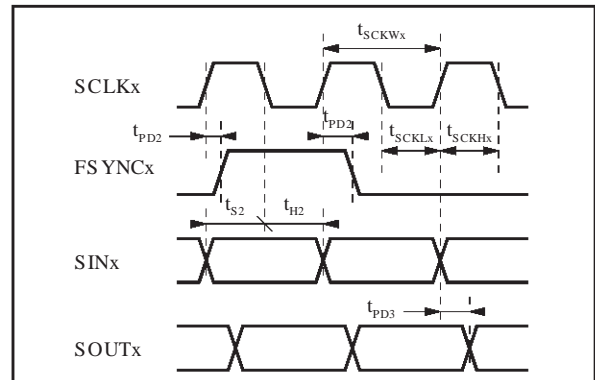 tSCKWx
SCLKx
tPD2
tPD2
tSCKLx
tSCKHx
FSYNCx
tS2
tH2
SINx
tPD3
SOUTx